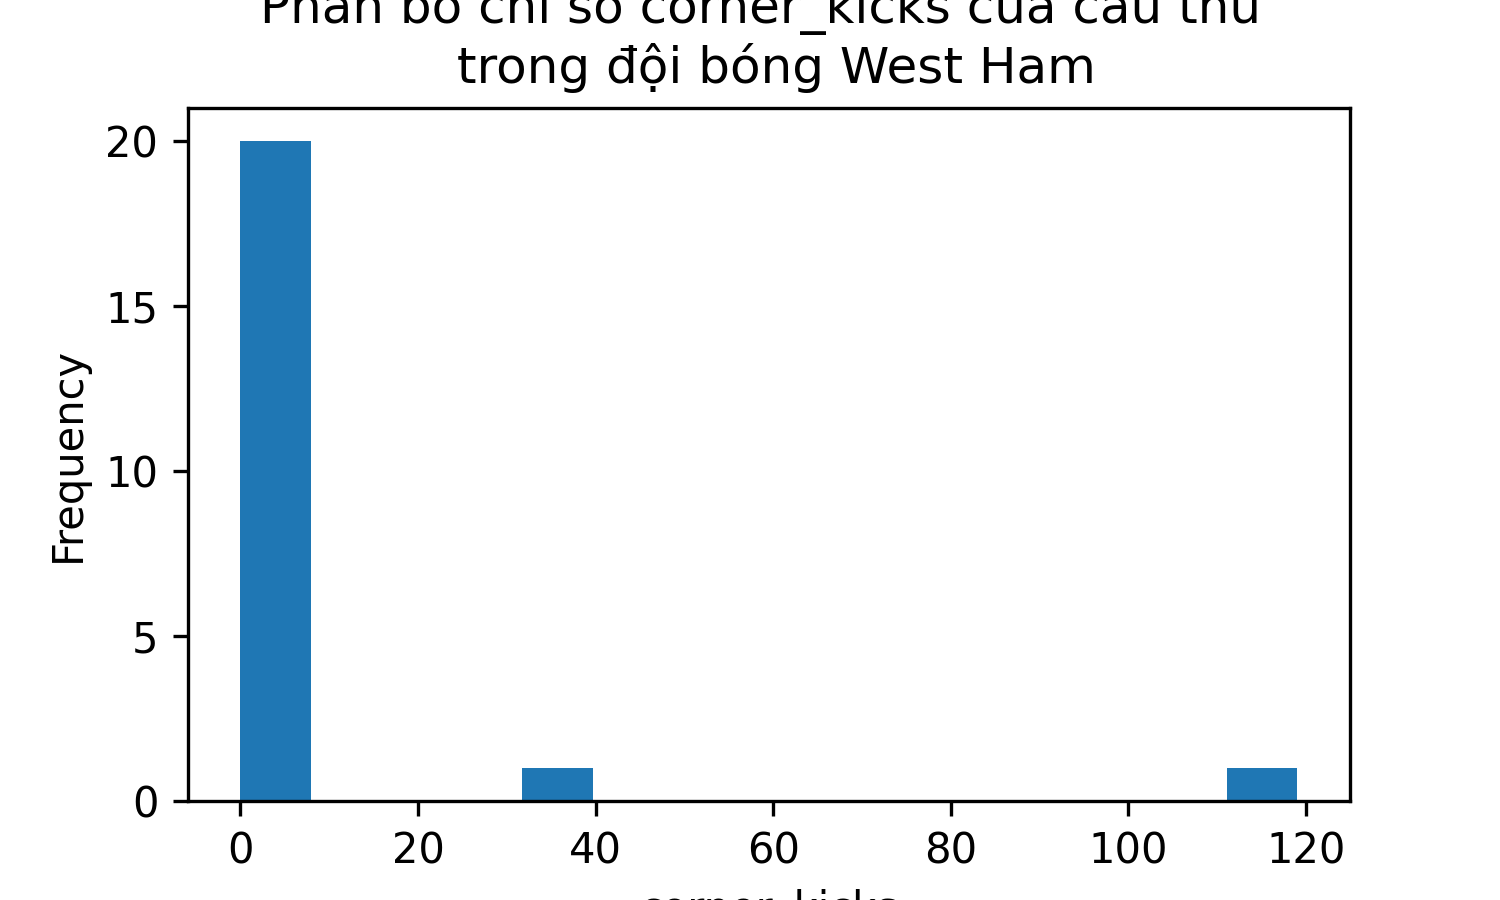 Phân bố chỉ số corner_kicks của cầu thủ
trong đội bóng West Ham
20
15
10
5
0
Frequency
0 20 40 60 80 100 120
corner_kicks